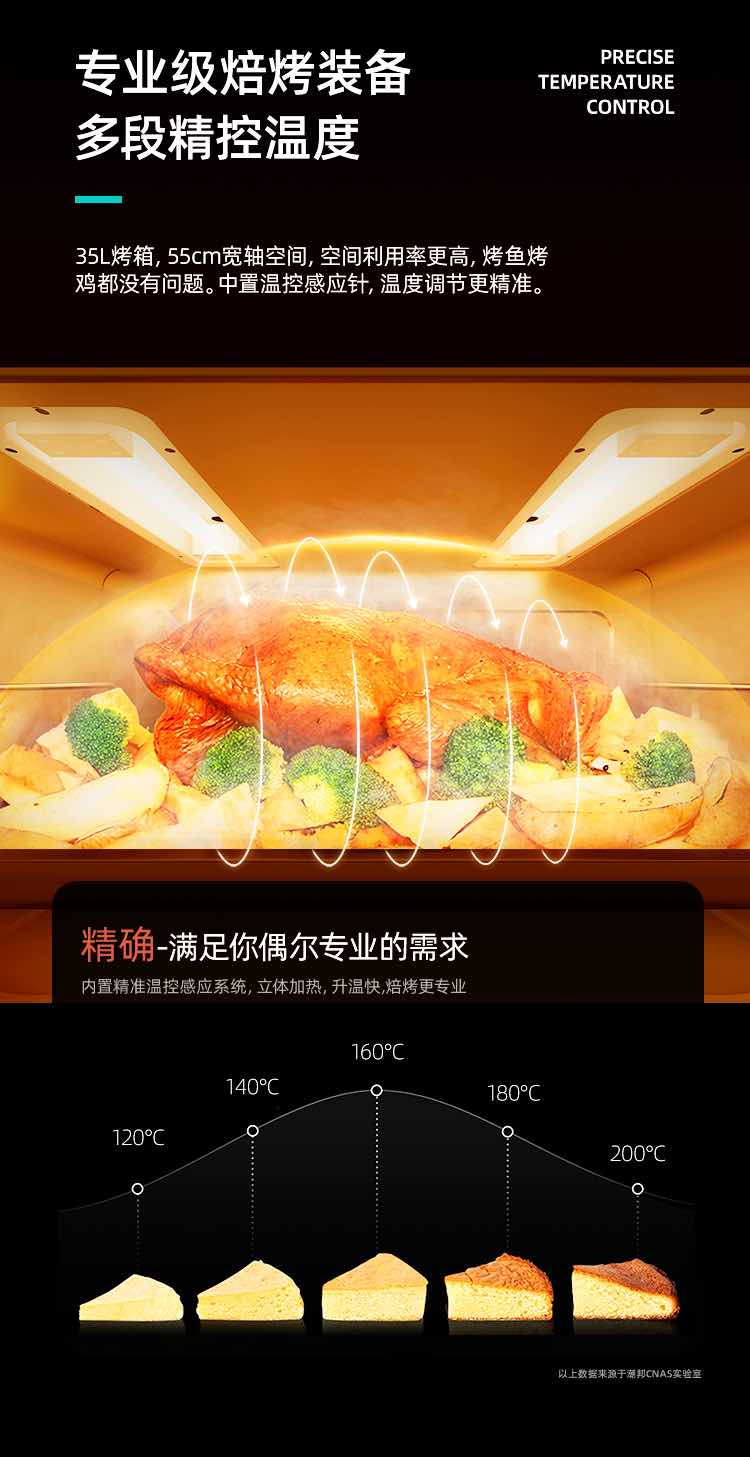 专业级焙烤装备
多段精控温度
PRECISE
TEMPERATURE
CONTROL
35L烤箱, 55cm宽轴空间, 空间利用率更高, 烤鱼烤
鸡都没有问题。中置温控感应针, 温度调节更精准。
精确-满足你偶尔专业的需求
内置精准温控感应系统, 立体加热, 升温快,焙烤更专业
160℃
140℃
180℃
120℃
200℃
以上数据来源于潮邦CNAS实验室